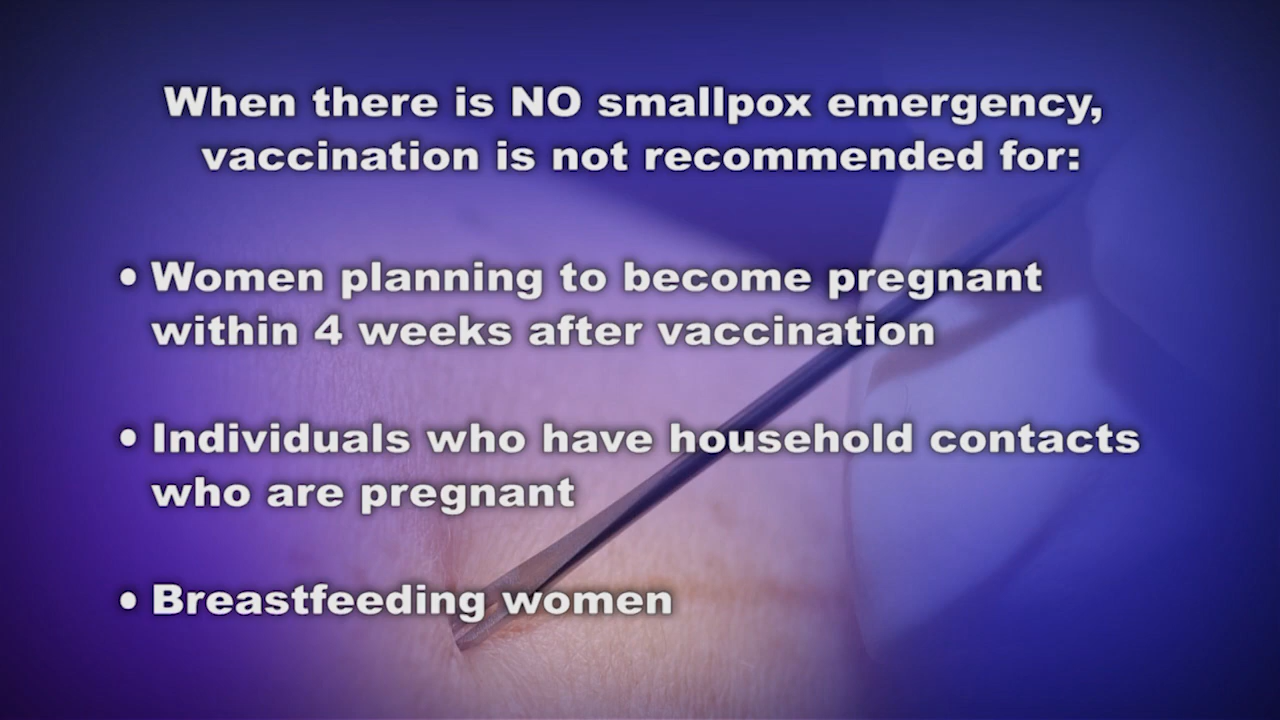 When there is NO smallpox emergency,
vaccination is not recommended for:
• Women planning to become pregnant
within 4 weeks after vaccination
• Individuals who have household contacts
who are pregnant
• Breastfeeding women